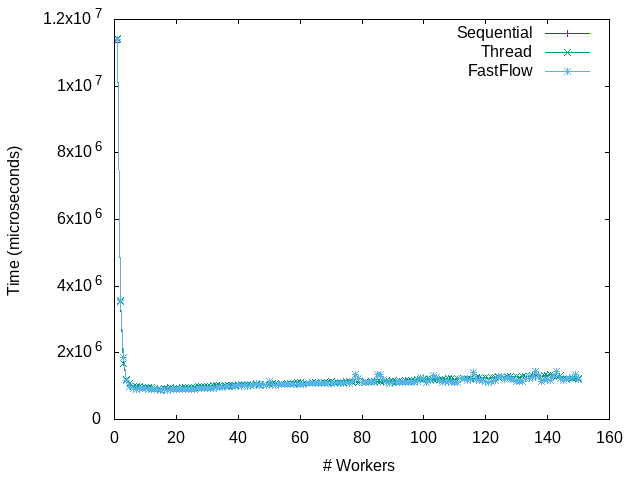 1.2x10^7
1x10^7
8x10^6
6x10^6
4x10^6
2x10^6
0
Time (microseconds)
Sequential
Thread
FastFlow
0 20 40 60 80 100 120 140 160
# Workers